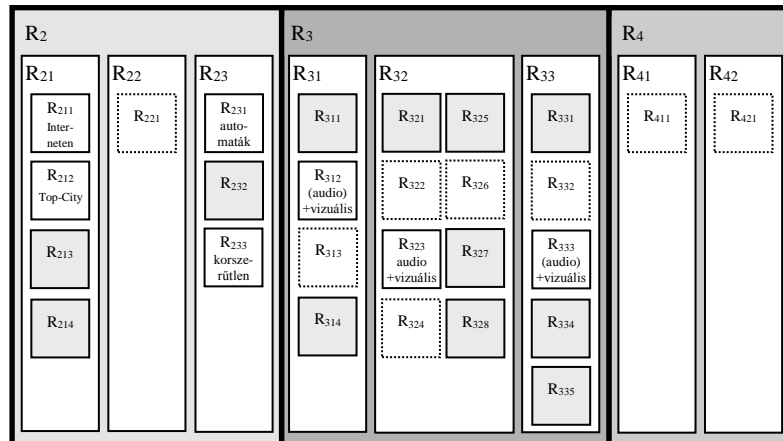 R2
R3
R4
R21
R22
R23
R31
R32
R33
R41
R42
R211
Inter-
neten
R212
Top-City
R213
R214
R221
R231
auto-
maták
R232
R233
korsze-
rűtlen
R311
R312
(audio)
+vizuális
R313
R314
R321
R325
R322
R326
R323
audio
+vizuális
R327
R324
R328
R331
R332
R333
(audio)
+vizuális
R334
R335
R411
R421